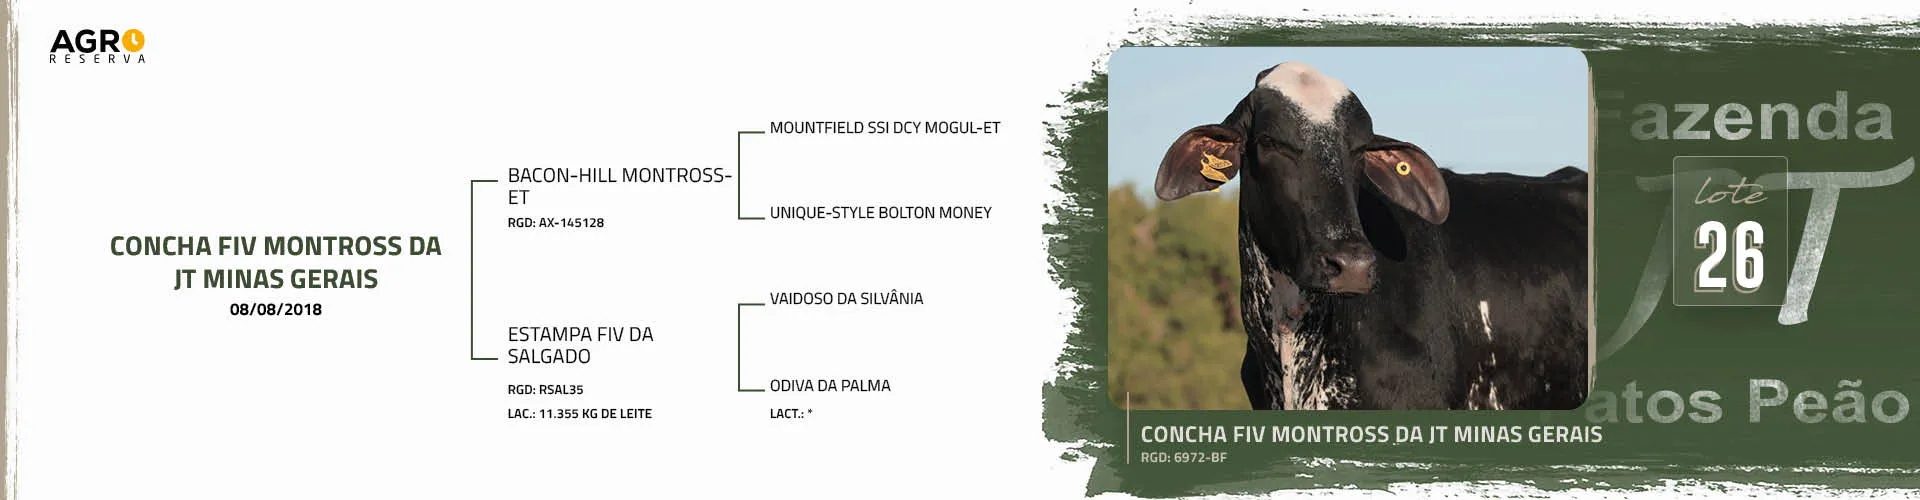 AGRO
RESERVA
CONCHA FIV MONTROSS DA
JT MINAS GERAIS
08/08/2018
BACON-HILL MONTROSS-
ET
RGD: AX-145128
ESTAMPA FIV DA
SALGADO
RGD: RSAL35
LAC.: 11.355 KG DE LEITE
MOUNTFIELD SSI DCY MOGUL-ET
UNIQUE-STYLE BOLTON MONEY
VAIDOSO DA SILVÂNIA
ODIVA DA PALMA
LACT.: *
Fazenda
JT
lote
26
atos Peão
CONCHA FIV MONTROSS DA JT MINAS GERAIS
RGD: 6972-BF